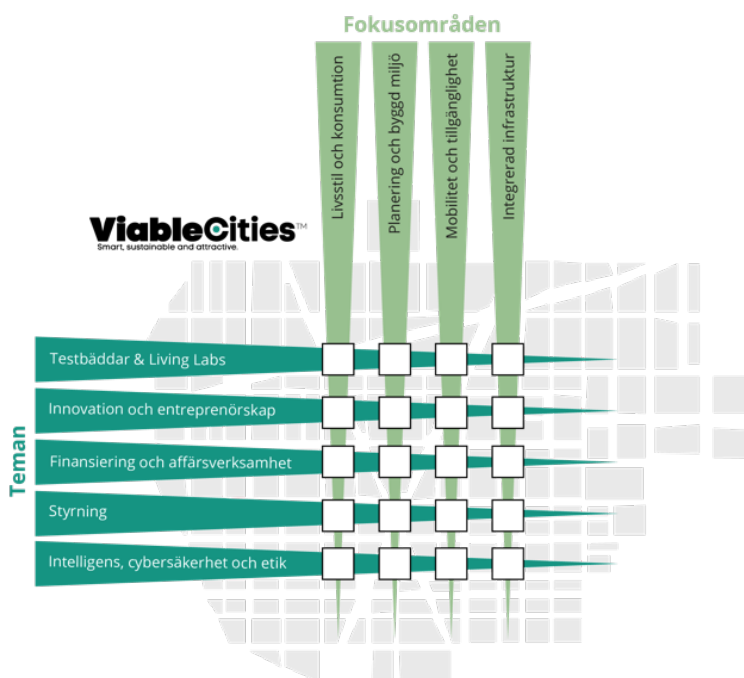 Fokusområden
Livsstil och konsumtion
Planering och byggd miljö
Mobilitet och tillgänglighet
Integrerad infrastruktur
ViableCities™
Smart, sustainable and attractive.
Teman
Testbäddar & Living Labs
Innovation och entreprenörskap
Finansiering och affärsverksamhet
Styrning
Intelligens, cybersäkerhet och etik